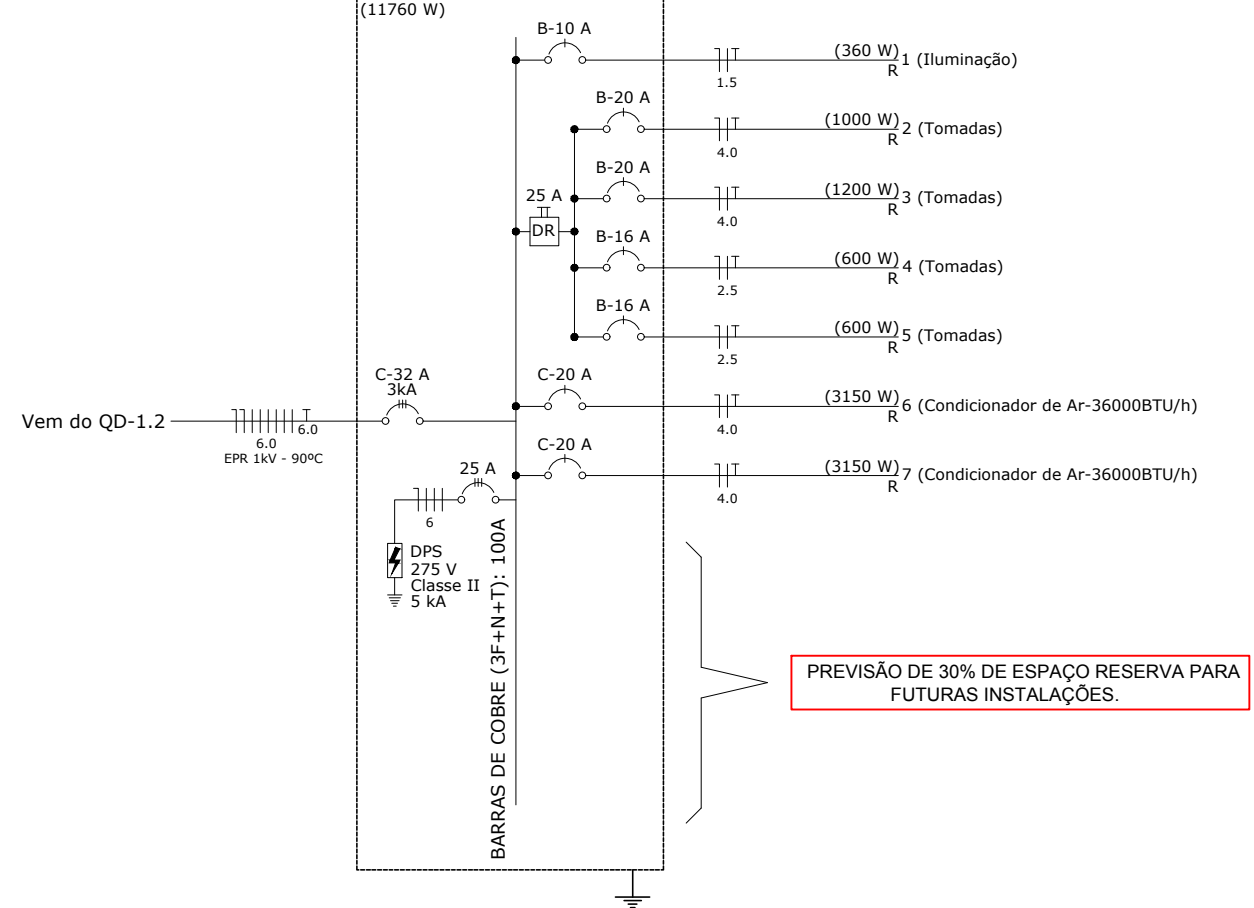 (11760 W)
B-10 A
1.5
(360 W)
R
1 (Iluminação)
B-20 A
4.0
(1000 W)
R
2 (Tomadas)
B-20 A
4.0
(1200 W)
R
3 (Tomadas)
25 A
DR
B-16 A
2.5
(600 W)
R
4 (Tomadas)
B-16 A
2.5
(600 W)
R
5 (Tomadas)
Vem do QD-1.2
6.0
6.0
EPR 1kV - 90ºC
C-32 A
3kA
C-20 A
4.0
(3150 W)
R
6 (Condicionador de Ar-36000BTU/h)
C-20 A
4.0
(3150 W)
R
7 (Condicionador de Ar-36000BTU/h)
25 A
6
DPS
275 V
Classe II
5 kA
BARRAS DE COBRE (3F+N+T): 100A
PREVISÃO DE 30% DE ESPAÇO RESERVA PARA
FUTURAS INSTALAÇÕES.